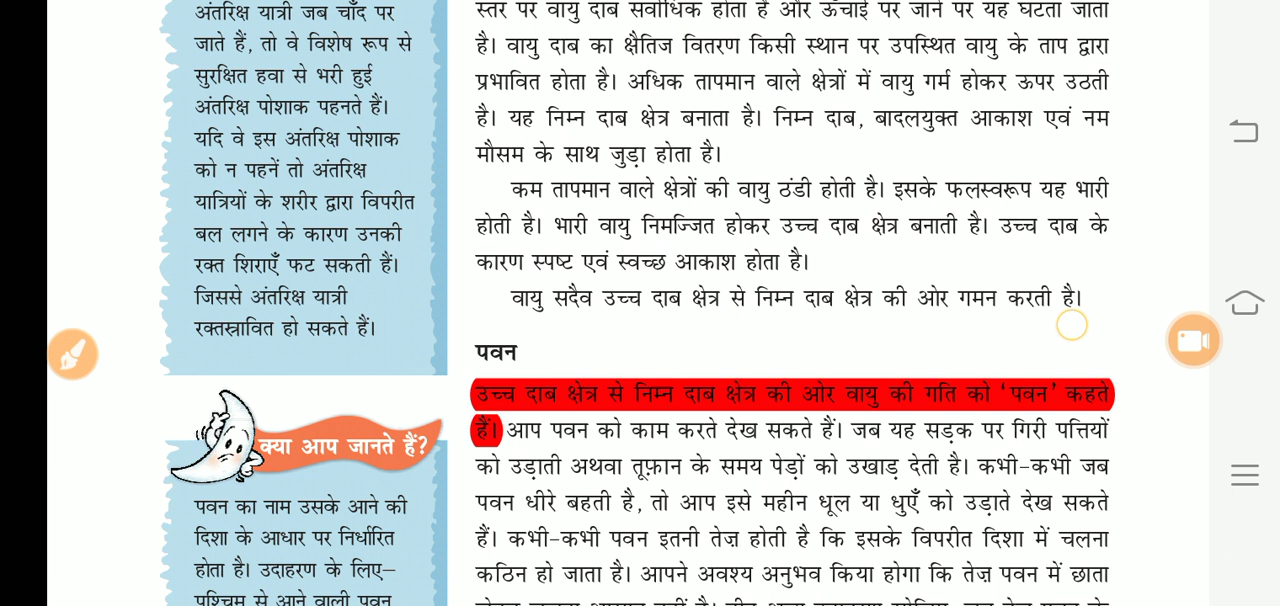 अंतरिक्ष यात्री जब चाँद पर
जाते हैं, तो वे विशेष रूप से
सुरक्षित हवा से भरी हुई
अंतरिक्ष पोशाक पहनते हैं।
यदि वे इस अंतरिक्ष पोशाक
को न पहनें तो अंतरिक्ष
यात्रियों के शरीर द्वारा विपरीत
बल लगने के कारण उनकी
रक्त शिराएँ फट सकती हैं।
जिससे अंतरिक्ष यात्री
रक्तस्रावित हो सकते हैं।
क्या आप जानते हैं?
पवन का नाम उसके आने की
दिशा के आधार पर निर्धारित
होता है। उदाहरण के लिए–
पश्चिम से आने वाली पवन
स्तर पर वायु दाब सर्वाधिक होता है और ऊँचाई पर जाने पर यह घटता जाता
है। वायु दाब का क्षैतिज वितरण किसी स्थान पर उपस्थित वायु के ताप द्वारा
प्रभावित होता है। अधिक तापमान वाले क्षेत्रों में वायु गर्म होकर ऊपर उठती
है। यह निम्न दाब क्षेत्र बनाता है। निम्न दाब, बादलयुक्त आकाश एवं नम
मौसम के साथ जुड़ा होता है।
कम तापमान वाले क्षेत्रों की वायु ठंडी होती है। इसके फलस्वरूप यह भारी
होती है। भारी वायु निमज्जित होकर उच्च दाब क्षेत्र बनाती है। उच्च दाब के
कारण स्पष्ट एवं स्वच्छ आकाश होता है।
वायु सदैव उच्च दाब क्षेत्र से निम्न दाब क्षेत्र की ओर गमन करती है।
पवन
उच्च दाब क्षेत्र से निम्न दाब क्षेत्र की ओर वायु की गति को ‘पवन’ कहते
हैं। आप पवन को काम करते देख सकते हैं। जब यह सड़क पर गिरी पत्तियों
को उड़ाती अथवा तूफ़ान के समय पेड़ों को उखाड़ देती है। कभी–कभी जब
पवन धीरे बहती है, तो आप इसे महीन धूल या धुएँ को उड़ाते देख सकते
हैं। कभी–कभी पवन इतनी तेज़ होती है कि इसके विपरीत दिशा में चलना
कठिन हो जाता है। आपने अवश्य अनुभव किया होगा कि तेज़ पवन में छाता